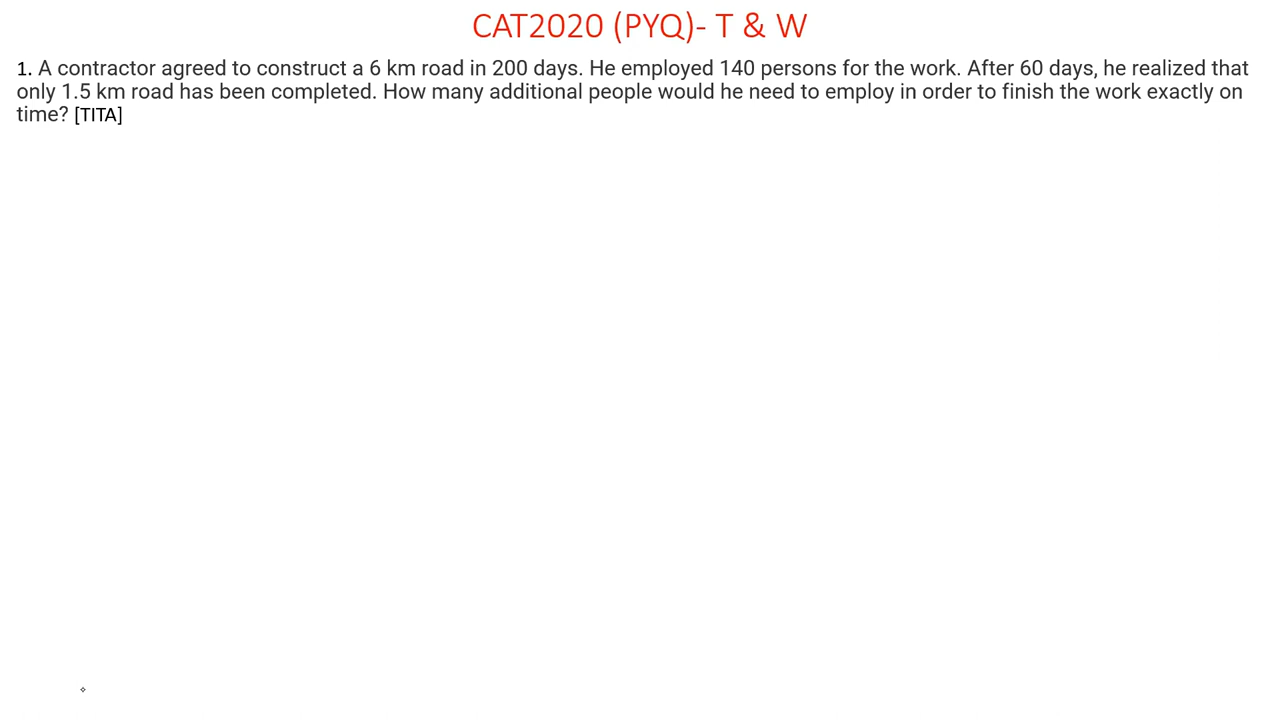 CAT2020 (PYQ)- T & W
1. A contractor agreed to construct a 6 km road in 200 days. He employed 140 persons for the work. After 60 days, he realized that
only 1.5 km road has been completed. How many additional people would he need to employ in order to finish the work exactly on
time? [TITA]